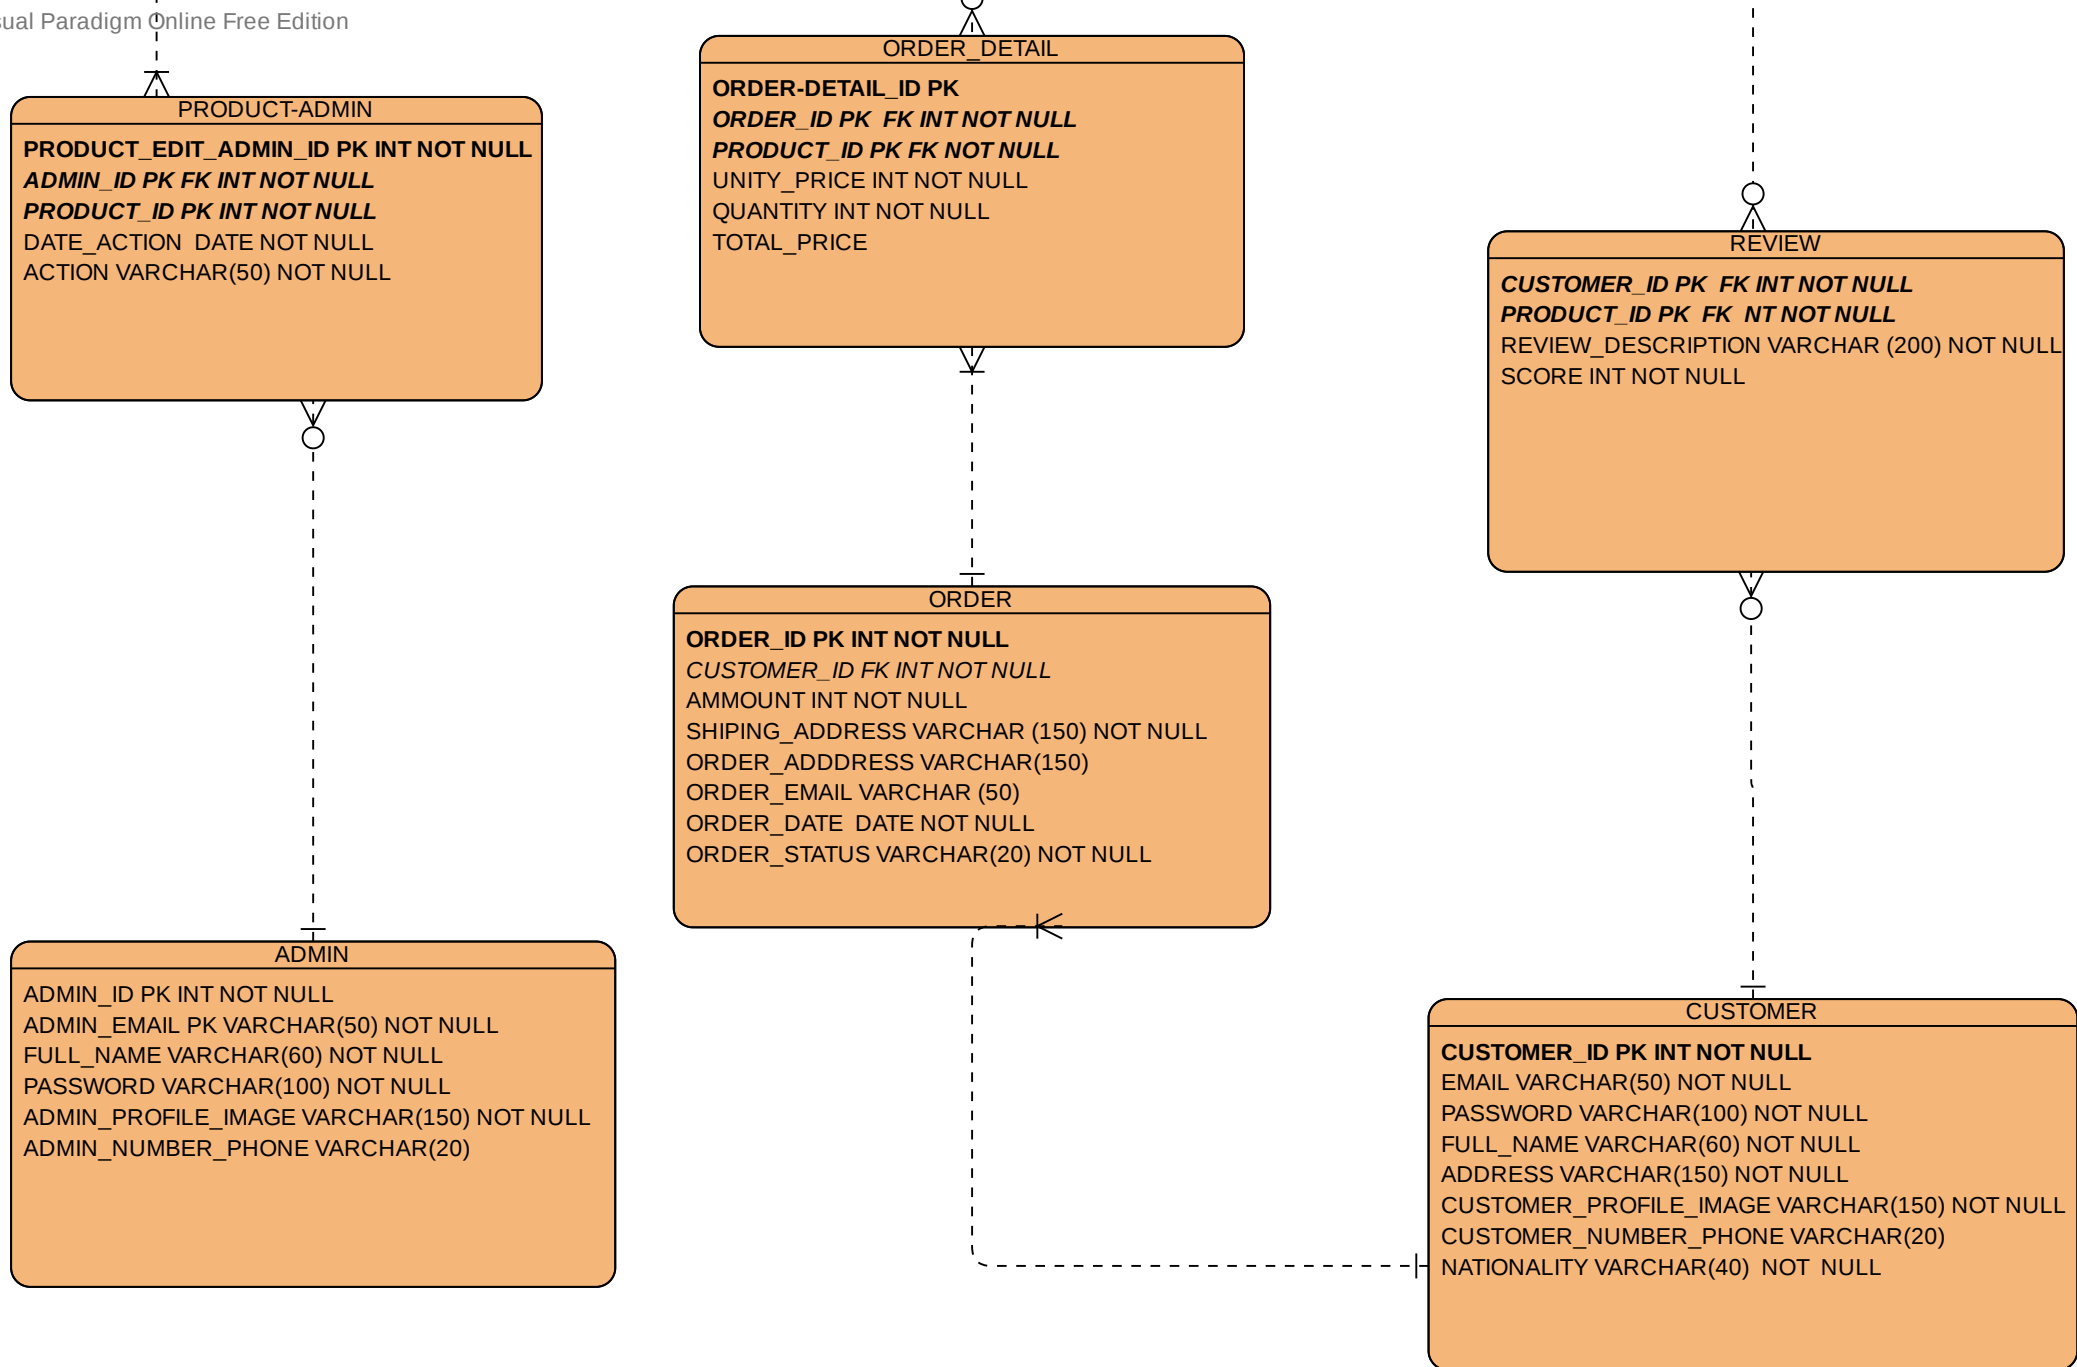 sual Paradigm Online Free Edition
PRODUCT-ADMIN
PRODUCT_EDIT_ADMIN_ID PK INT NOT NULL
ADMIN_ID PK FK INT NOT NULL
PRODUCT_ID PK INT NOT NULL
DATE_ACTION  DATE NOT NULL
ACTION VARCHAR(50) NOT NULL
ORDER_DETAIL
ORDER-DETAIL_ID PK
ORDER_ID PK  FK INT NOT NULL
PRODUCT_ID PK FK NOT NULL
UNITY_PRICE INT NOT NULL
QUANTITY INT NOT NULL
TOTAL_PRICE
REVIEW
CUSTOMER_ID PK  FK INT NOT NULL
PRODUCT_ID PK  FK  NT NOT NULL
REVIEW_DESCRIPTION VARCHAR (200) NOT NULL
SCORE INT NOT NULL
ORDER
ORDER_ID PK INT NOT NULL
CUSTOMER_ID FK INT NOT NULL
AMMOUNT INT NOT NULL
SHIPING_ADDRESS VARCHAR (150) NOT NULL
ORDER_ADDDRESS VARCHAR(150)
ORDER_EMAIL VARCHAR (50)
ORDER_DATE  DATE NOT NULL
ORDER_STATUS VARCHAR(20) NOT NULL
ADMIN
ADMIN_ID PK INT NOT NULL
ADMIN_EMAIL PK VARCHAR(50) NOT NULL
FULL_NAME VARCHAR(60) NOT NULL
PASSWORD VARCHAR(100) NOT NULL
ADMIN_PROFILE_IMAGE VARCHAR(150) NOT NULL
ADMIN_NUMBER_PHONE VARCHAR(20)
CUSTOMER
CUSTOMER_ID PK INT NOT NULL
EMAIL VARCHAR(50) NOT NULL
PASSWORD VARCHAR(100) NOT NULL
FULL_NAME VARCHAR(60) NOT NULL
ADDRESS VARCHAR(150) NOT NULL
CUSTOMER_PROFILE_IMAGE VARCHAR(150) NOT NULL
CUSTOMER_NUMBER_PHONE VARCHAR(20)
NATIONALITY VARCHAR(40)  NOT  NULL